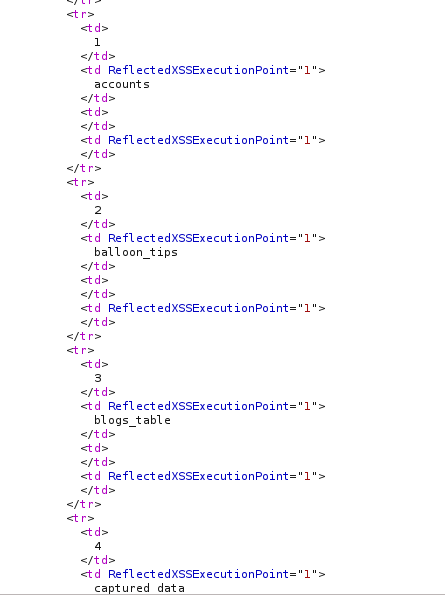 </tr>
<tr>
<td>
1
</td>
<td ReflectedXSSExecutionPoint="1">
accounts
</td>
<td>
</td>
<td ReflectedXSSExecutionPoint="1">
</td>
</tr>
<tr>
<td>
2
</td>
<td ReflectedXSSExecutionPoint="1">
balloon_tips
</td>
<td>
</td>
<td ReflectedXSSExecutionPoint="1">
</td>
</tr>
<tr>
<td>
3
</td>
<td ReflectedXSSExecutionPoint="1">
blogs_table
</td>
<td>
</td>
<td ReflectedXSSExecutionPoint="1">
</td>
</tr>
<tr>
<td>
4
</td>
<td ReflectedXSSExecutionPoint="1">
captured data